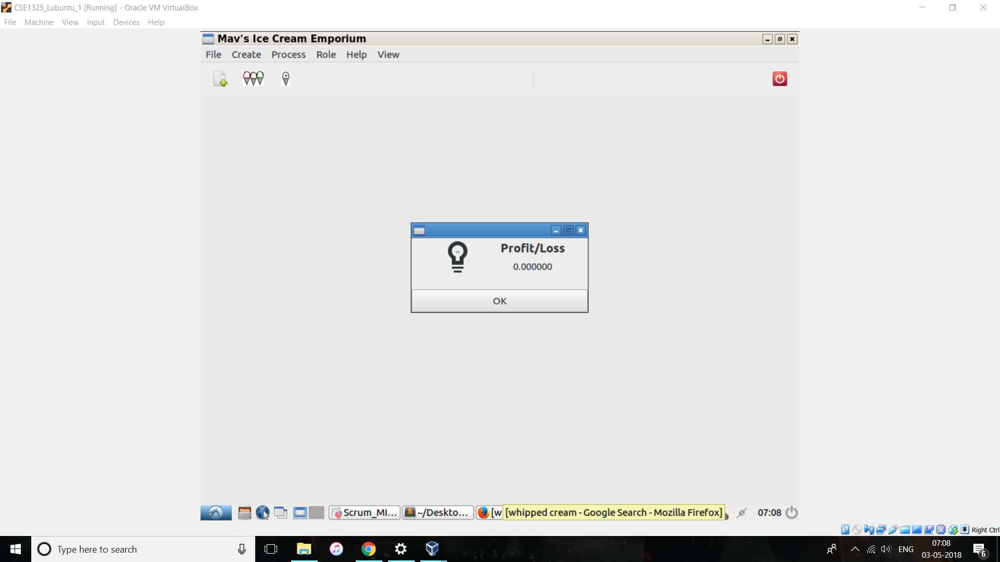 CSE1325_Lubuntu_1 [Running] - Oracle VM VirtualBox
File Machine View Input Devices Help
Mav's Ice Cream Emporium
File Create Process Role Help View
Profit/Loss
0.000000
OK
Scrum_MI... ~/Deskto... [w [whipped cream - Google Search - Mozilla Firefox] 07:08
Right Ctrl
Type here to search
ENG
07:08
03-05-2018
6